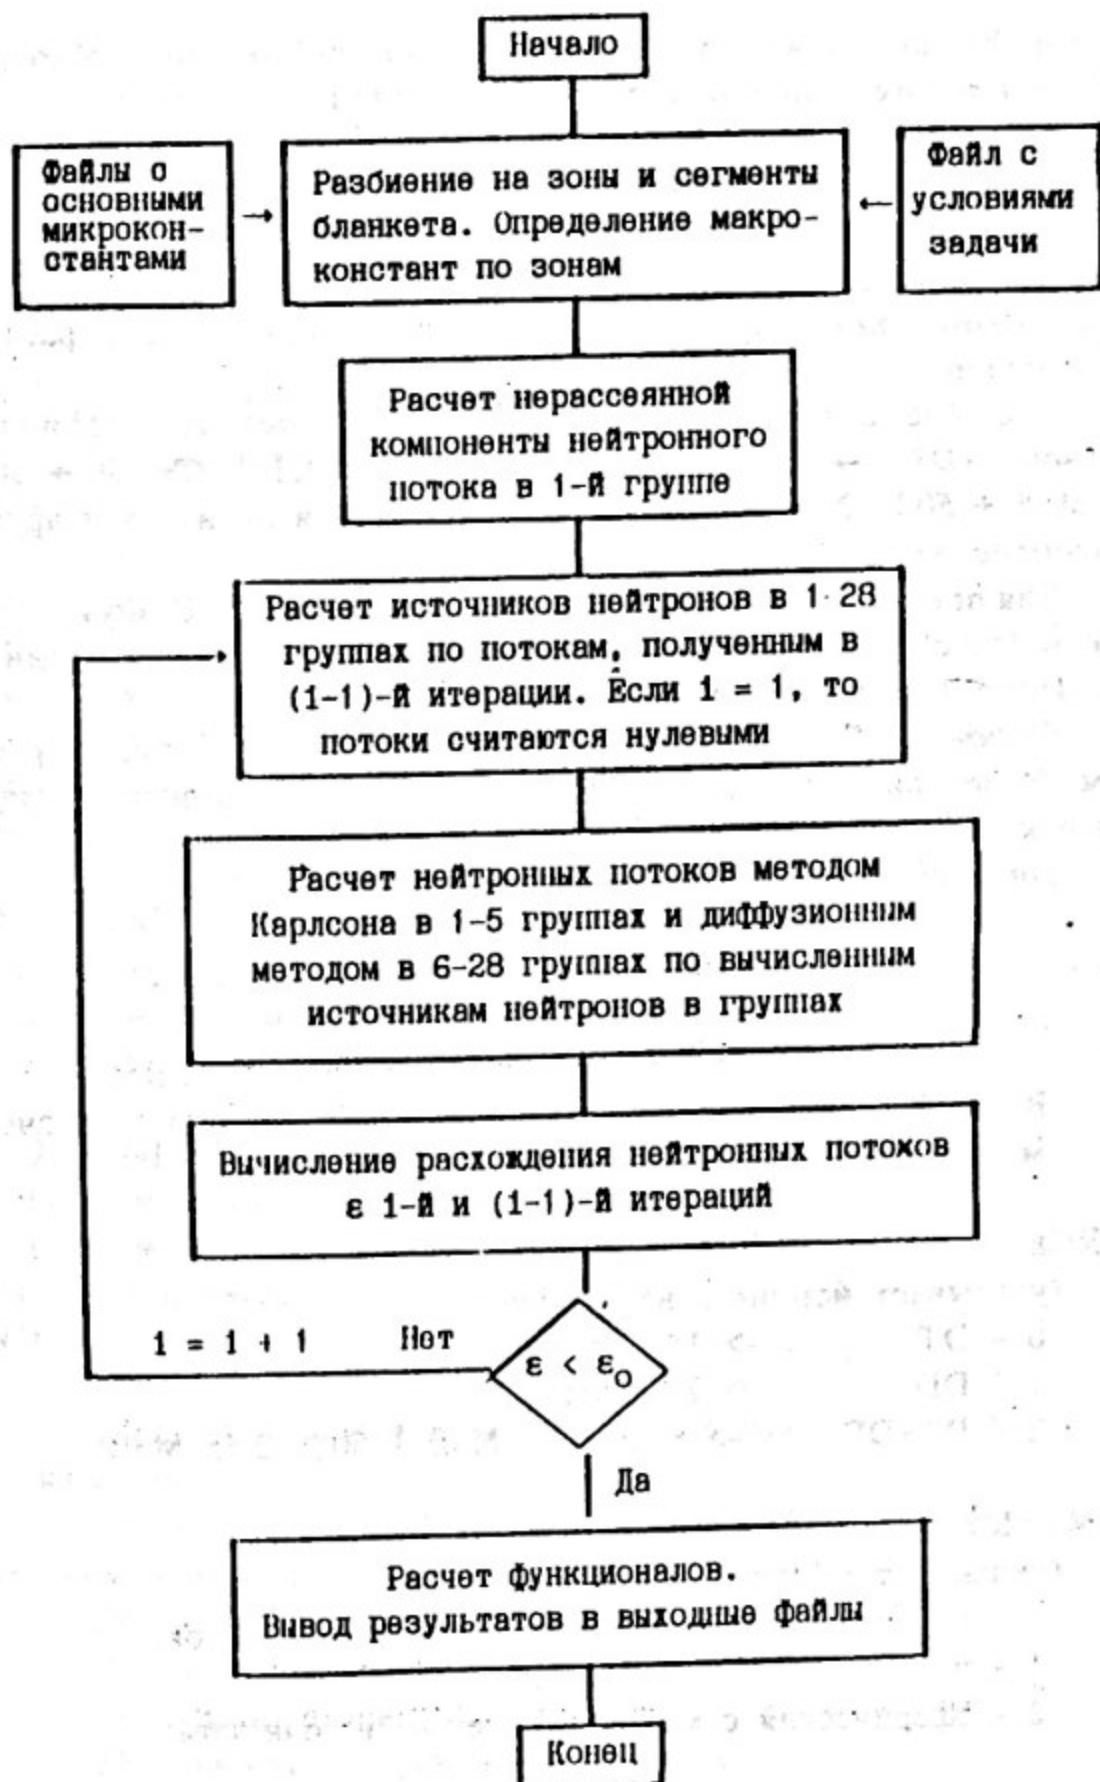 Начало
Файлы с
основными
микрокон-
стантами
Разбиение на зоны и сегменты
бланкета. Определение макро-
констант по зонам
Файл с
условиями
задачи
Расчет нерассеянной
компоненты нейтронного
потока в 1-й группе
Расчет источников нейтронов в 1-28
группах по потокам, полученным в
(1-1)-й итерации. Если 1 = 1, то
потоки считаются нулевыми
Расчет нейтронных потоков методом
Карлсона в 1-5 группах и диффузионным
методом в 6-28 группах по вычисленным
источникам нейтронов в группах
Вычисление расхождения нейтронных потоков
ε 1-й и (1-1)-й итераций
1 = 1 + 1 Нет
ε < ε₀
Да
Расчет функционалов.
Вывод результатов в выходные файлы
Конец